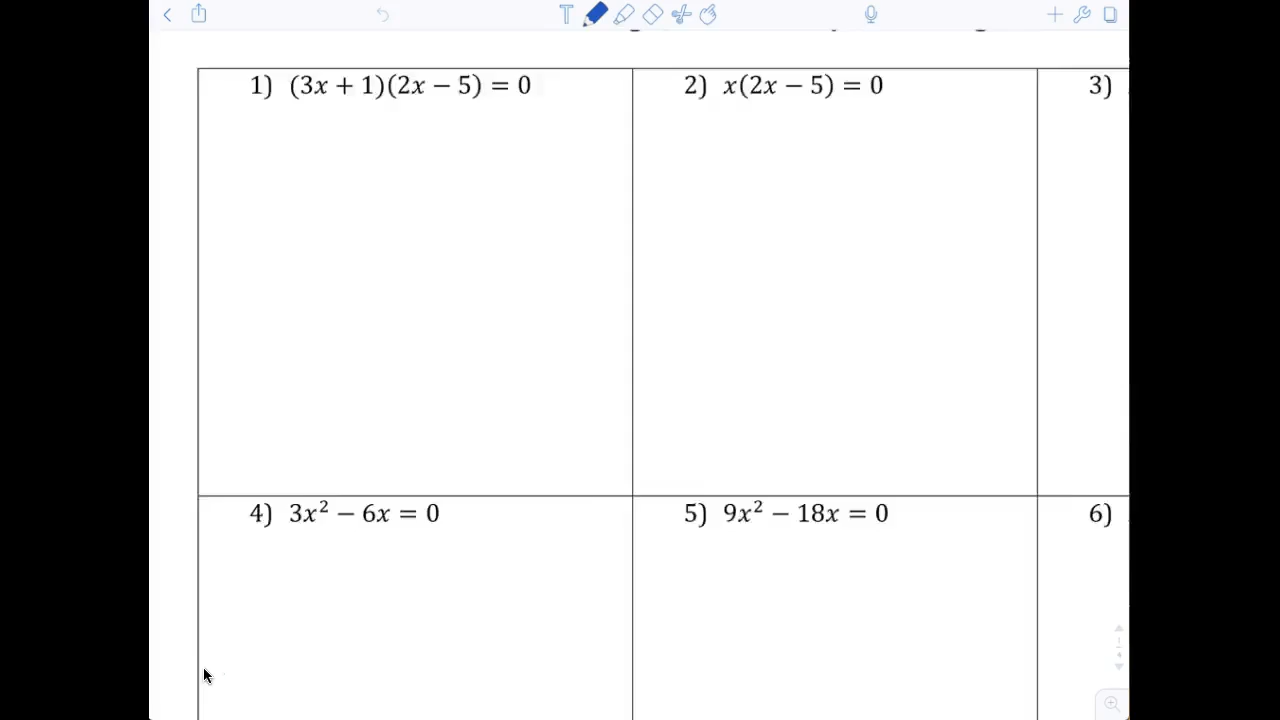 1) (3x + 1)(2x − 5) = 0
2) x(2x − 5) = 0
3)
4) 3x² − 6x = 0
5) 9x² − 18x = 0
6)